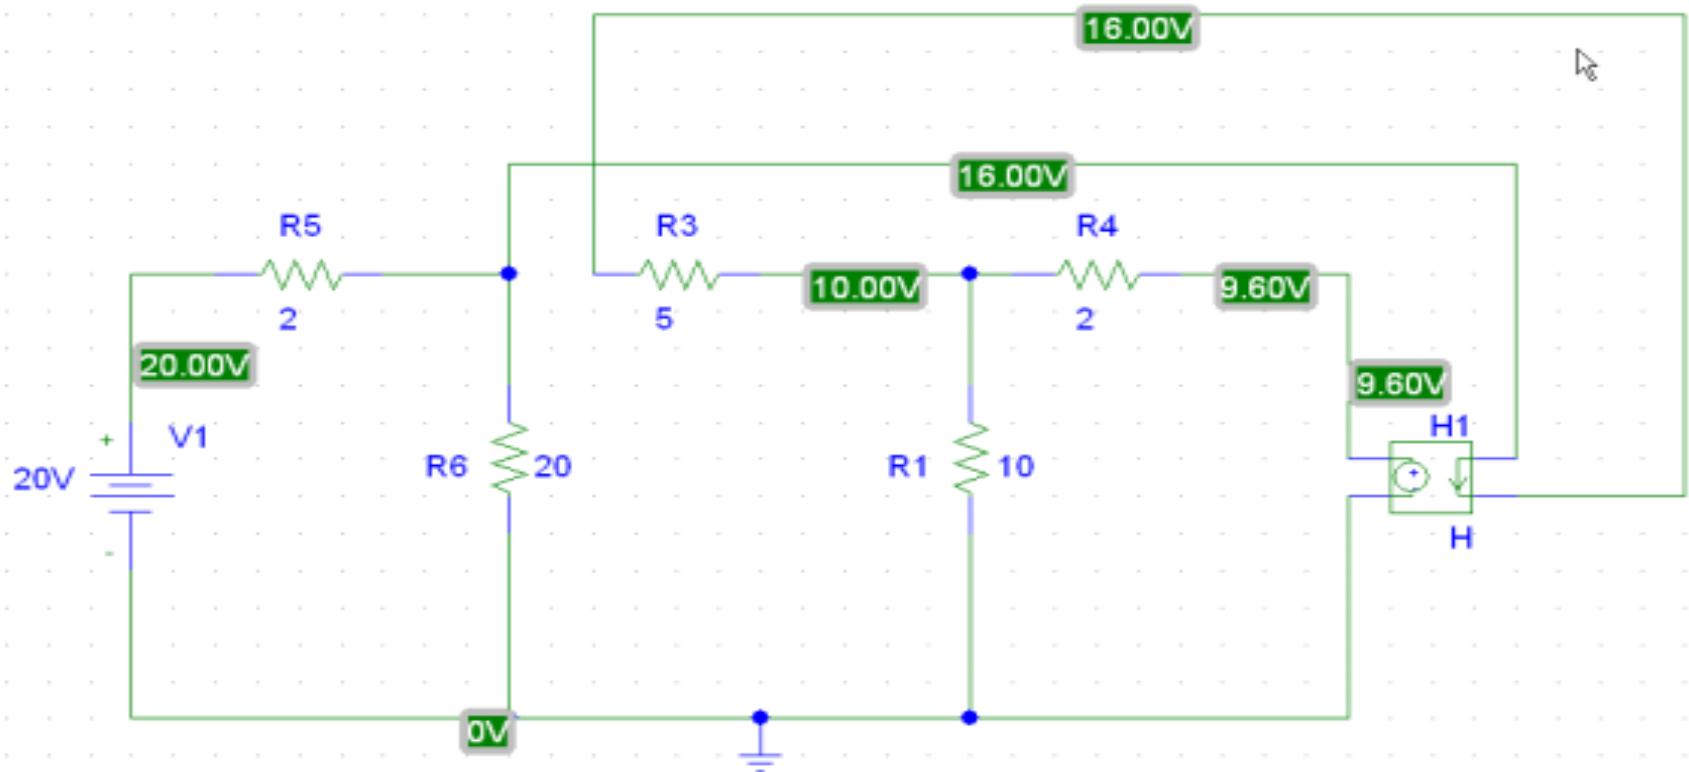 16.00V
16.00V
R5
R3
R4
10.00V
9.60V
2
5
2
20.00V
9.60V
+
V1
H1
20V
R6
20
R1
10
+
H
-
0V